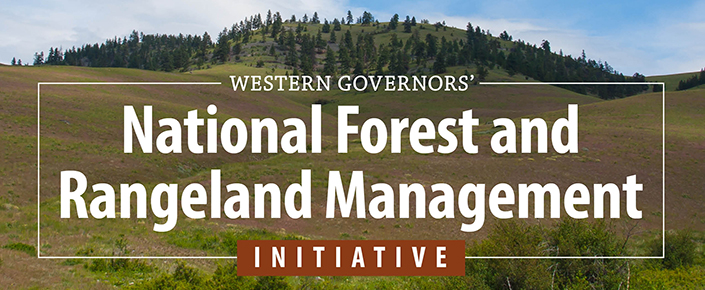 WESTERN GOVERNORS'
National Forest and
Rangeland Management
INITIATIVE